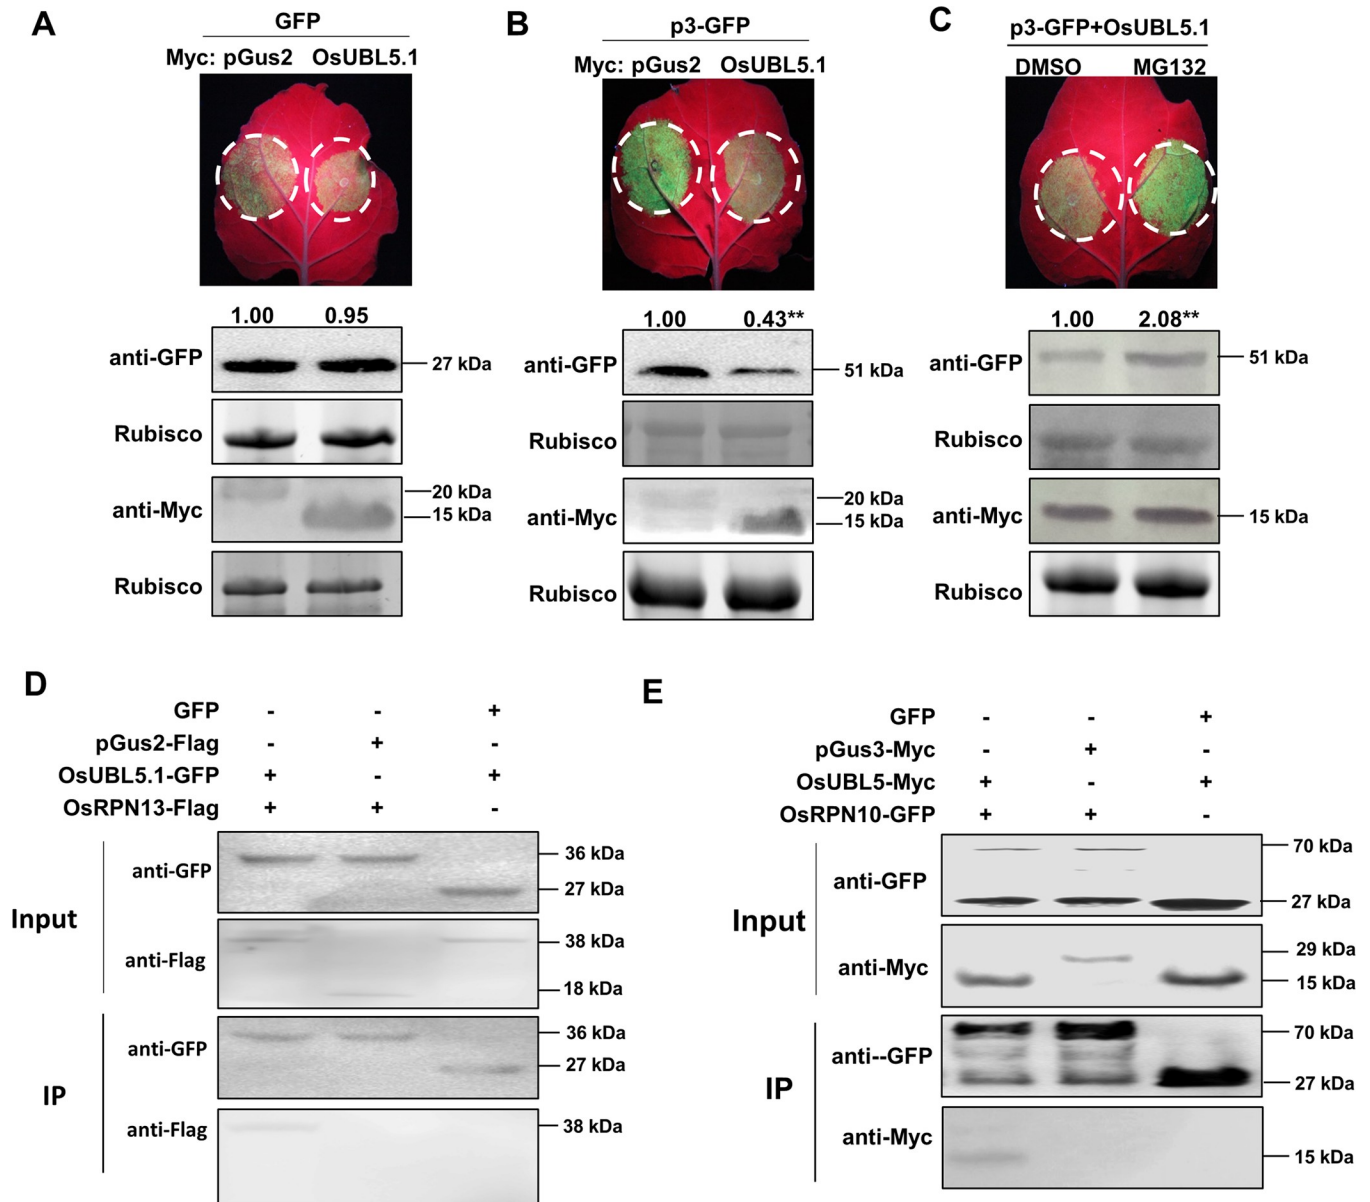 A
GFP
Myc: pGus2 OsUBL5.1
1.00 0.95
anti-GFP
27 kDa
Rubisco
anti-Myc
20 kDa
15 kDa
Rubisco
B
p3-GFP
Myc: pGus2 OsUBL5.1
1.00 0.43**
anti-GFP
51 kDa
Rubisco
anti-Myc
20 kDa
15 kDa
Rubisco
C
p3-GFP+OsUBL5.1
DMSO MG132
1.00 2.08**
anti-GFP
51 kDa
Rubisco
anti-Myc
15 kDa
Rubisco
D
GFP - - +
pGus2-Flag - + -
OsUBL5.1-GFP + - +
OsRPN13-Flag + + -
Input
anti-GFP
36 kDa
27 kDa
anti-Flag
38 kDa
18 kDa
IP
anti-GFP
36 kDa
27 kDa
anti-Flag
38 kDa
E
GFP - - +
pGus3-Myc - + -
OsUBL5-Myc + - +
OsRPN10-GFP + + -
Input
anti-GFP
70 kDa
27 kDa
anti-Myc
29 kDa
15 kDa
IP
anti--GFP
70 kDa
27 kDa
anti-Myc
15 kDa